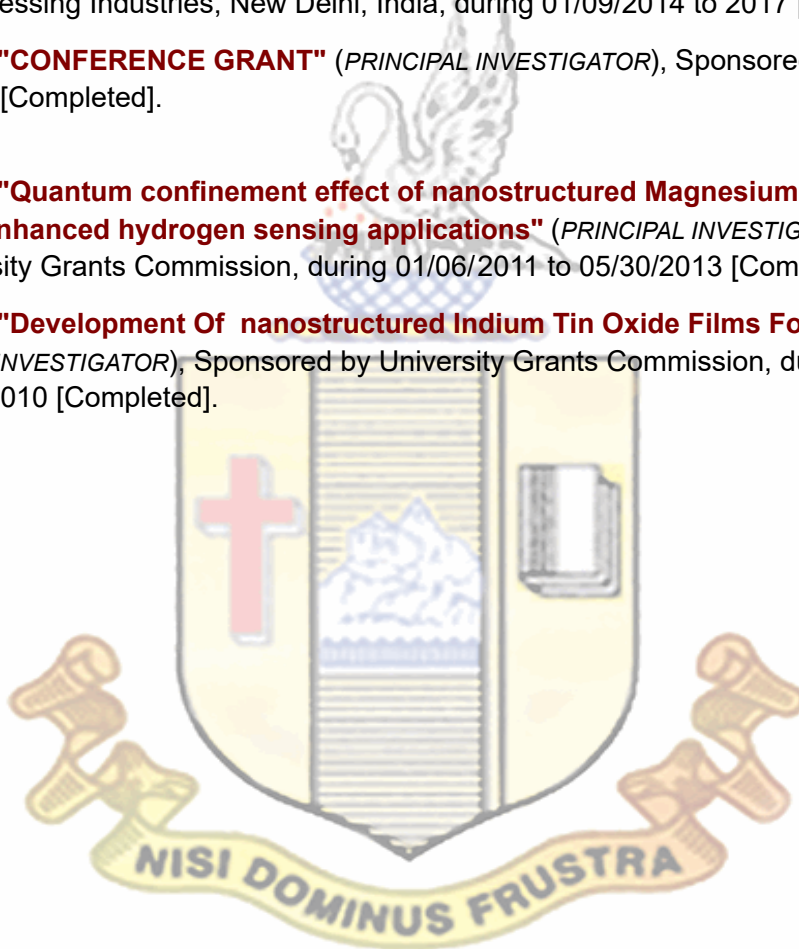 essing Industries, New Delhi, India, during 01/09/2014 to 2017
"CONFERENCE GRANT" (PRINCIPAL INVESTIGATOR), Sponsore
[Completed].
"Quantum confinement effect of nanostructured Magnesium
nhanced hydrogen sensing applications" (PRINCIPAL INVESTIG
sity Grants Commission, during 01/06/2011 to 05/30/2013 [Com
"Development Of nanostructured Indium Tin Oxide Films Fo
INVESTIGATOR), Sponsored by University Grants Commission, du
010 [Completed].
NISI DOMINUS FRUSTRA